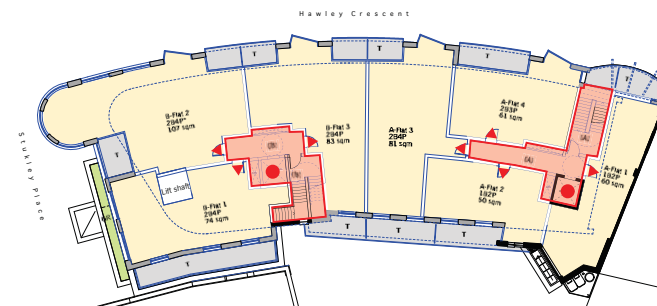 Hawley Crescent
T
T
T
T
T
B-Flat 2
2B4P
107 sqm
A-Flat 4
2B3P
61 sqm
B-Flat 3
2B4P
83 sqm
A-Flat 3
2B4P
81 sqm
(A)
(A)
Stukley Place
T
A-Flat 1
1B2P
60 sqm
Lift shaft
A-Flat 2
1B2P
50 sqm
B-Flat 1
2B4P
74 sqm
T
T
T
T